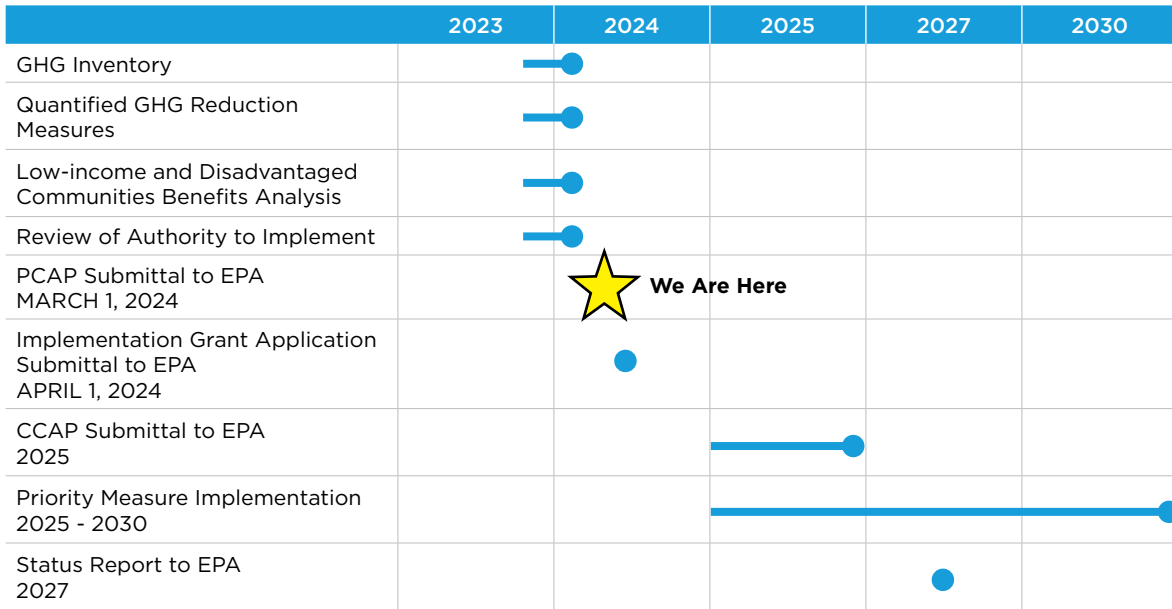 2023 2024 2025 2027 2030
GHG Inventory
Quantified GHG Reduction
Measures
Low-income and Disadvantaged
Communities Benefits Analysis
Review of Authority to Implement
PCAP Submittal to EPA
MARCH 1, 2024
We Are Here
Implementation Grant Application
Submittal to EPA
APRIL 1, 2024
CCAP Submittal to EPA
2025
Priority Measure Implementation
2025 - 2030
Status Report to EPA
2027